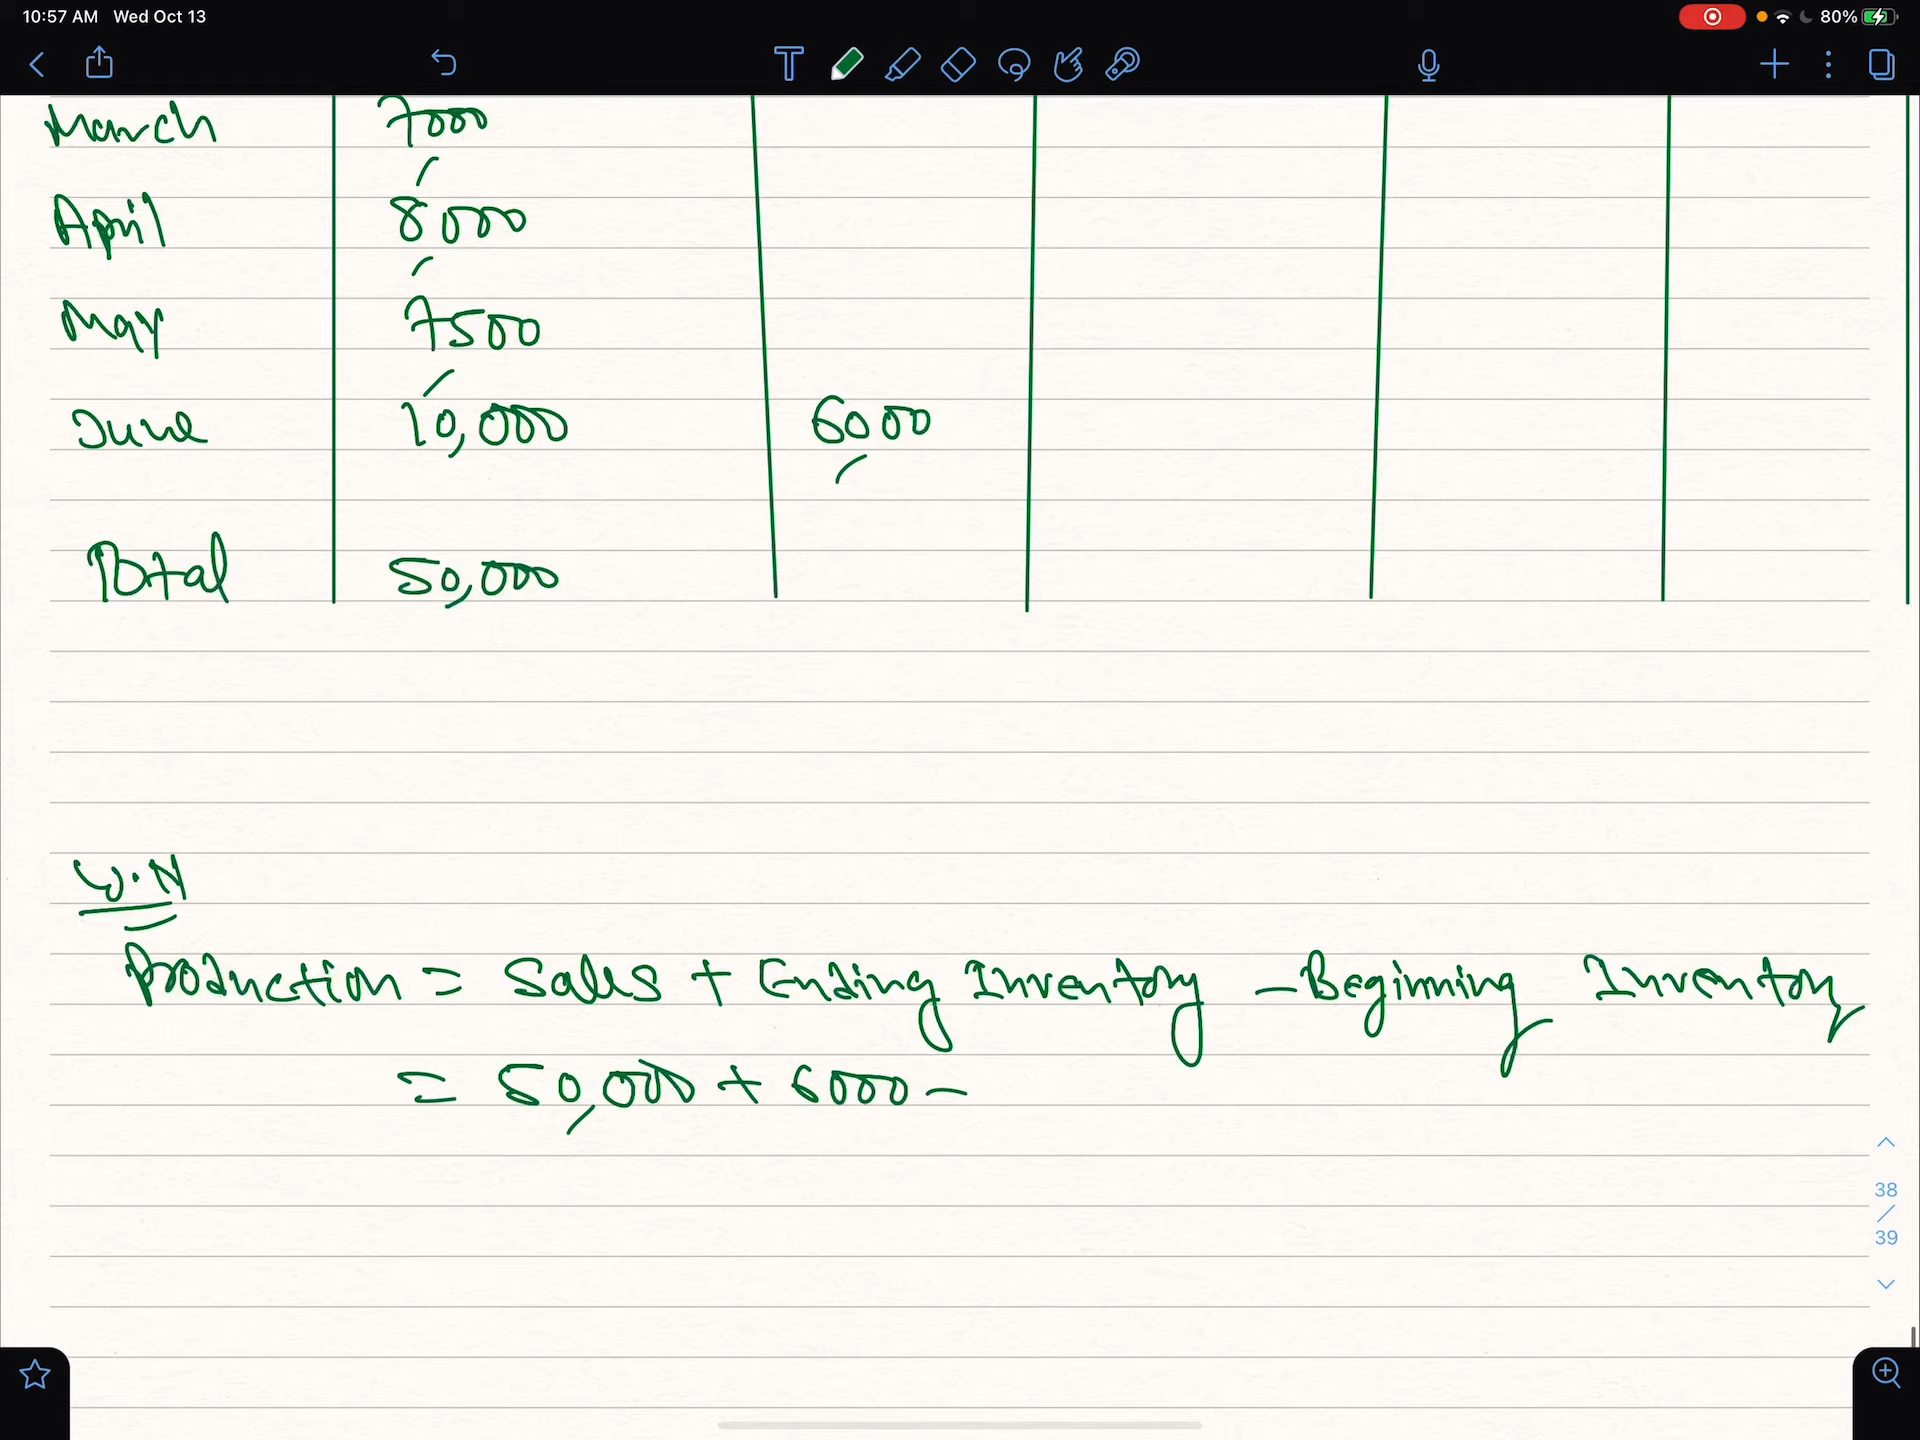 10:57 AM Wed Oct 13 80%
March 7000
April 8000
May 7500
June 10,000 6000
Total 50,000
W.N
Production = Sales + Ending Inventory - Beginning Inventory
= 50,000 + 6000 -
38
/
39